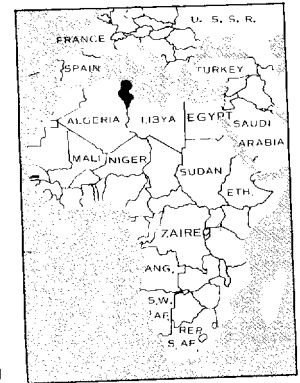 U. S. S. R.
FRANCE
SPAIN
TURKEY
ALGERIA
LIBYA
EGYPT
SAUDI
ARABIA
MALI
NIGER
SUDAN
ETH.
ZAIRE
ANG.
S.W.
AF.
REP.
S. AF.